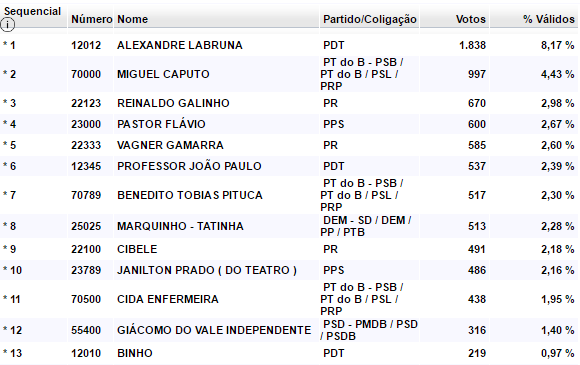 Sequencial Número Nome Partido/Coligação Votos % Válidos
i
* 1 12012 ALEXANDRE LABRUNA PDT 1.838 8,17 %
* 2 70000 MIGUEL CAPUTO PT do B - PSB / PT do B / PSL / PRP 997 4,43 %
* 3 22123 REINALDO GALINHO PR 670 2,98 %
* 4 23000 PASTOR FLÁVIO PPS 600 2,67 %
* 5 22333 VAGNER GAMARRA PR 585 2,60 %
* 6 12345 PROFESSOR JOÃO PAULO PDT 537 2,39 %
* 7 70789 BENEDITO TOBIAS PITUCA PT do B - PSB / PT do B / PSL / PRP 517 2,30 %
* 8 25025 MARQUINHO - TATINHA DEM - SD / DEM / PP / PTB 513 2,28 %
* 9 22100 CIBELE PR 491 2,18 %
* 10 23789 JANILTON PRADO ( DO TEATRO ) PPS 486 2,16 %
* 11 70500 CIDA ENFERMEIRA PT do B - PSB / PT do B / PSL / PRP 438 1,95 %
* 12 55400 GIÁCOMO DO VALE INDEPENDENTE PSD - PMDB / PSD / PSDB 316 1,40 %
* 13 12010 BINHO PDT 219 0,97 %